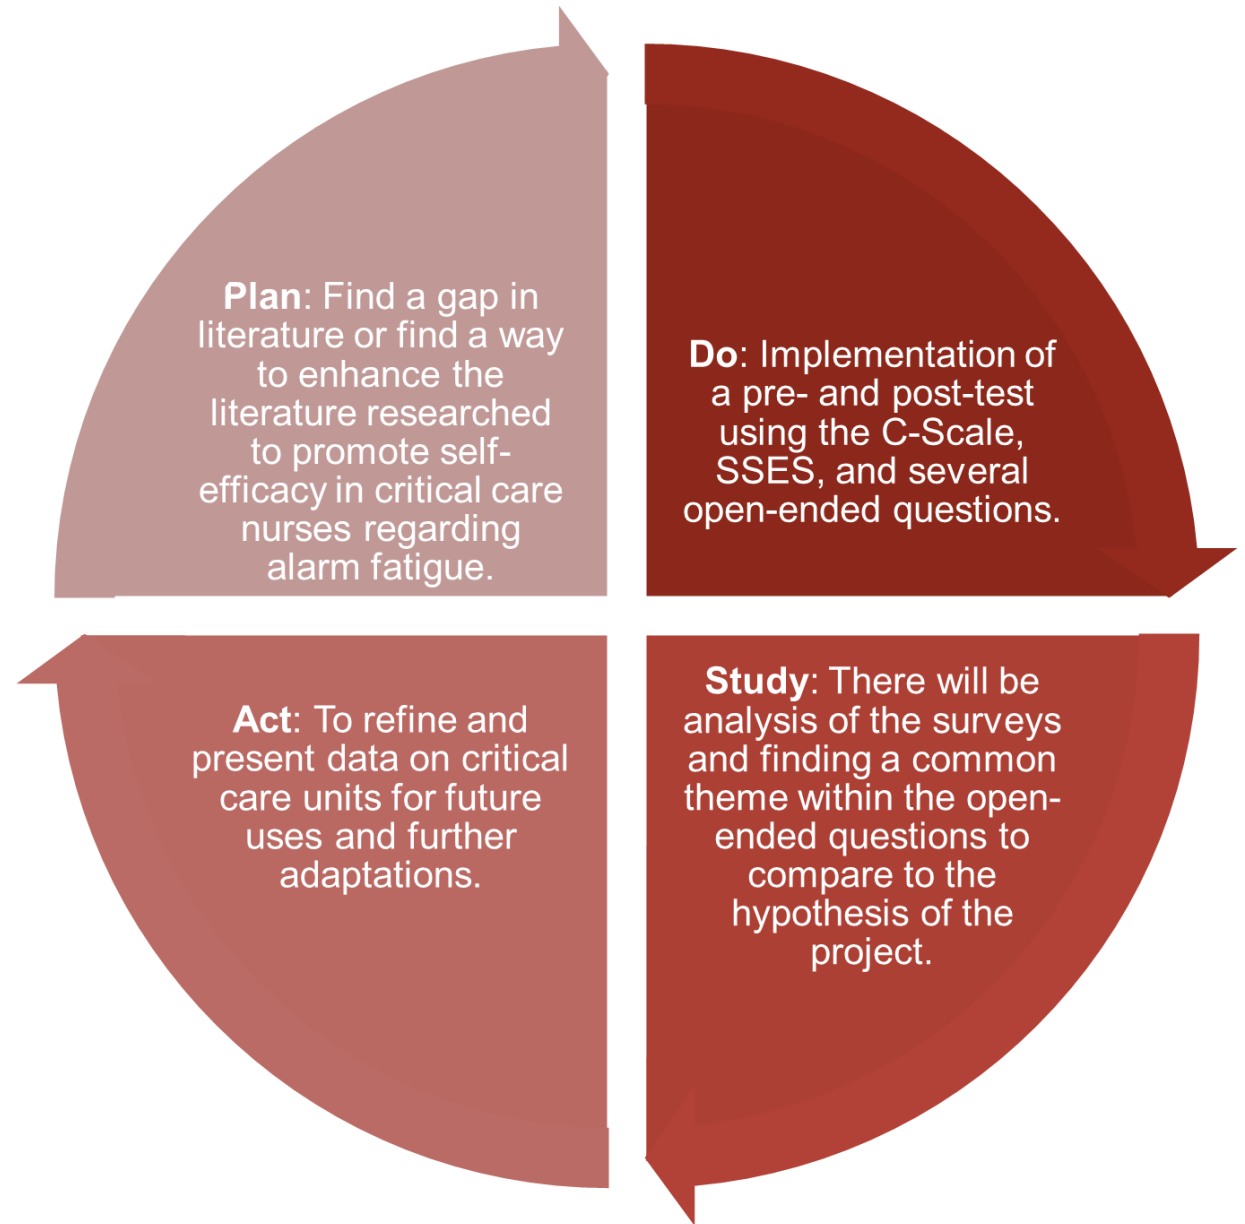 Plan: Find a gap in
literature or find a way
to enhance the
literature researched
to promote self-
efficacy in critical care
nurses regarding
alarm fatigue.
Do: Implementation of
a pre- and post-test
using the C-Scale,
SSES, and several
open-ended questions.
Study: There will be
analysis of the surveys
and finding a common
theme within the open-
ended questions to
compare to the
hypothesis of the
project.
Act: To refine and
present data on critical
care units for future
uses and further
adaptations.